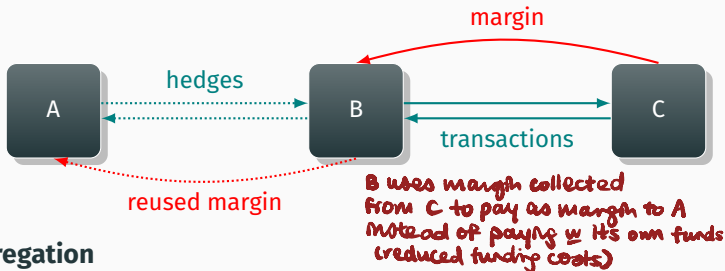 margin
hedges
A
B
C
transactions
reused margin
B uses margin collected
from C to pay as margin to A
instead of paying w its own funds
(reduced funding costs)
regation